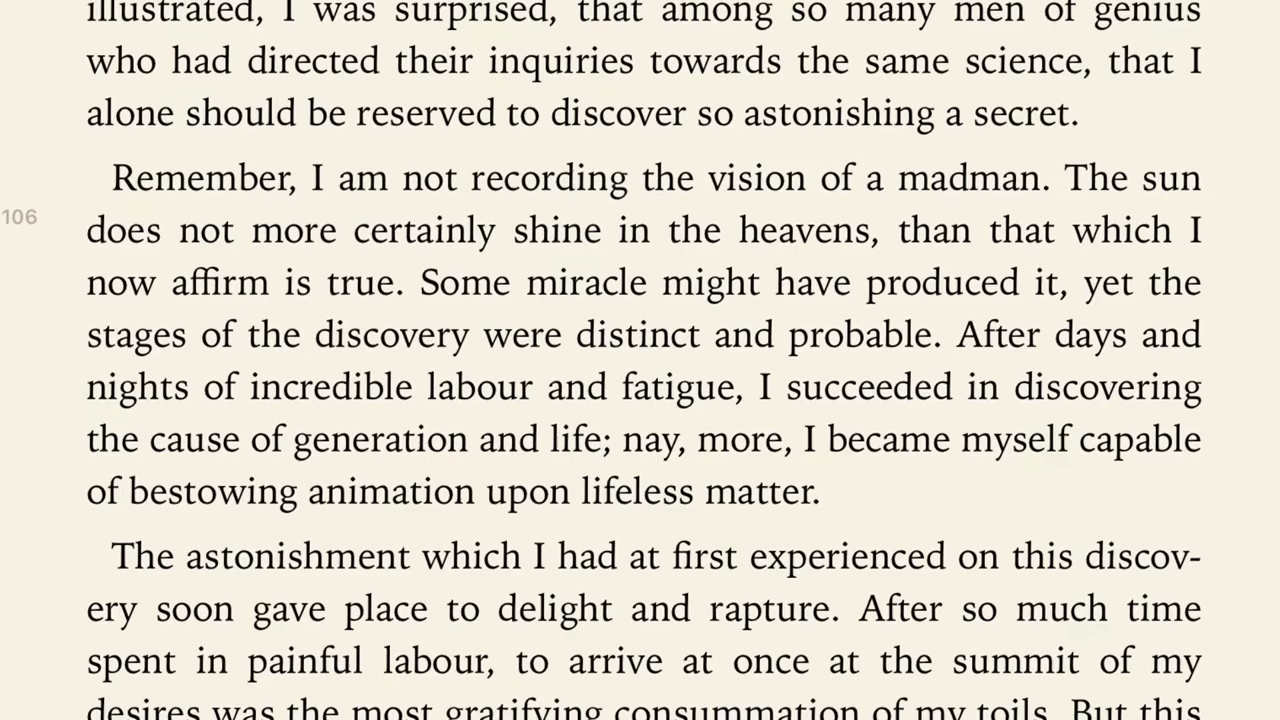 illustrated, I was surprised, that among so many men of genius
who had directed their inquiries towards the same science, that I
alone should be reserved to discover so astonishing a secret.
Remember, I am not recording the vision of a madman. The sun
106
does not more certainly shine in the heavens, than that which I
now affirm is true. Some miracle might have produced it, yet the
stages of the discovery were distinct and probable. After days and
nights of incredible labour and fatigue, I succeeded in discovering
the cause of generation and life; nay, more, I became myself capable
of bestowing animation upon lifeless matter.
The astonishment which I had at first experienced on this discov-
ery soon gave place to delight and rapture. After so much time
spent in painful labour, to arrive at once at the summit of my
desires was the most gratifying consummation of my toils. But this